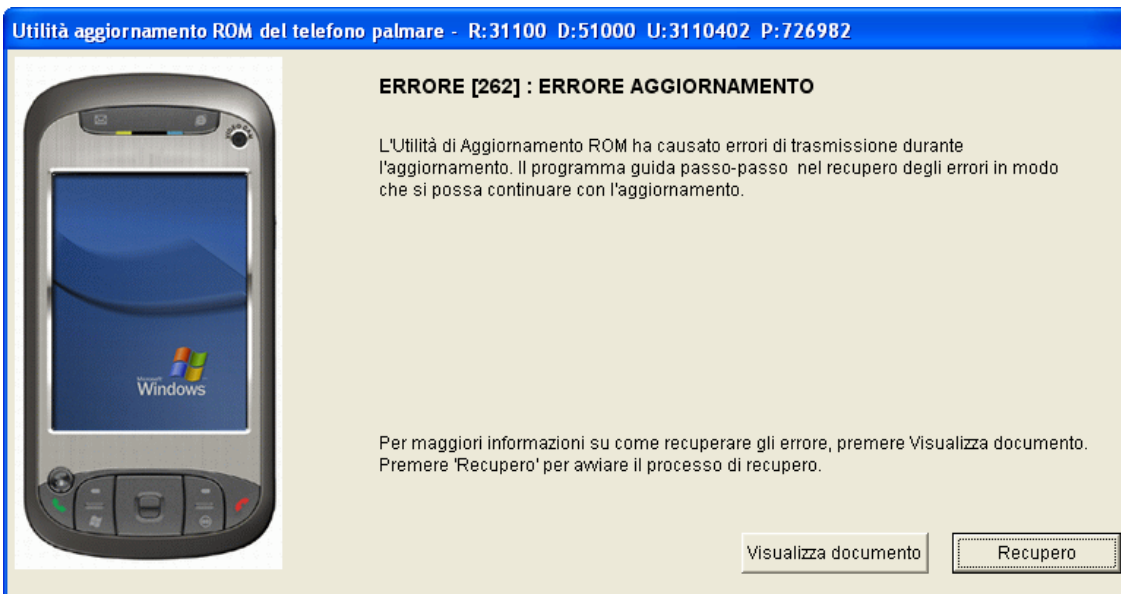 Utilità aggiornamento ROM del telefono palmare - R:31100 D:51000 U:3110402 P:726982
ERRORE [262] : ERRORE AGGIORNAMENTO
L'Utilità di Aggiornamento ROM ha causato errori di trasmissione durante
l'aggiornamento. Il programma guida passo-passo nel recupero degli errori in modo
che si possa continuare con l'aggiornamento.
Microsoft
Windows
Per maggiori informazioni su come recuperare gli errore, premere Visualizza documento.
Premere 'Recupero' per avviare il processo di recupero.
Visualizza documento
Recupero